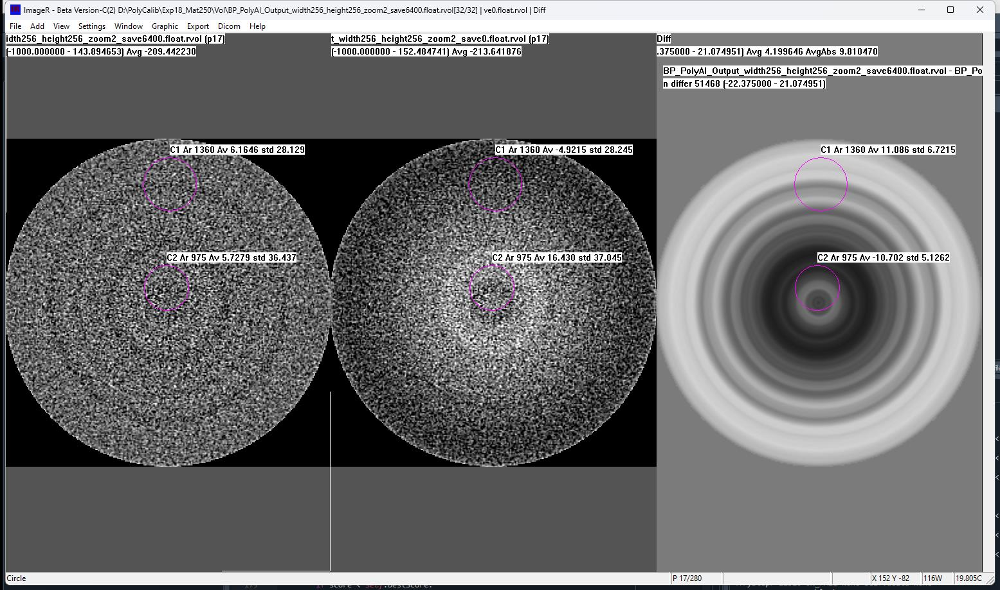 ImageR - Beta Version-C(2) D:\PolyCalib\Exp18_Mat250\Vol\BP_PolyAI_Output_width256_height256_zoom2_save6400.float.rvol[32/32] | ve0.float.rvol | Diff
File Add View Settings Window Graphic Export Dicom Help
idth256_height256_zoom2_save6400.float.rvol (p17)
(-1000.000000 - 143.894653) Avg -209.442230
t_width256_height256_zoom2_save0.float.rvol (p17)
(-1000.000000 - 152.484741) Avg -213.641876
Diff
.375000 - 21.074951) Avg 4.199646 AvgAbs 9.810470
BP_PolyAI_Output_width256_height256_zoom2_save6400.float.rvol - BP_Po
n differ 51468 (-22.375000 - 21.074951)
C1 Ar 1360 Av 6.1646 std 28.129
C1 Ar 1360 Av -4.9215 std 28.245
C1 Ar 1360 Av 11.086 std 6.7215
C2 Ar 975 Av 5.7279 std 36.437
C2 Ar 975 Av 16.430 std 37.045
C2 Ar 975 Av -10.702 std 5.1262
Circle
P 17/280
X 152 Y -82
116W
19.805C